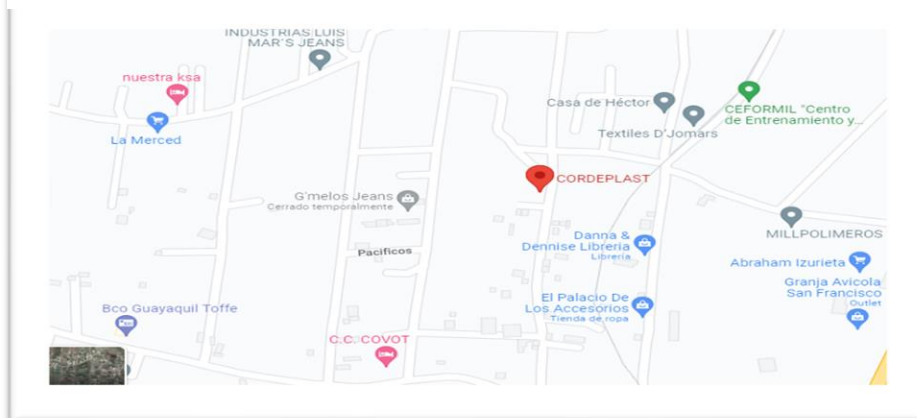 INDUSTRIAS LUIS
MAR'S JEANS
nuestra ksa
La Merced
Casa de Héctor
CEFORMIL "Centro
de Entrenamiento y...
Textiles D'Jomars
CORDEPLAST
G'melos Jeans
Cerrado temporalmente
Pacificos
MILLPOLIMEROS
Danna &
Dennise Libreria
Librería
Abraham Izurieta
Granja Avicola
San Francisco
Outlet
El Palacio De
Los Accesorios
Tienda de ropa
Bco Guayaquil Toffe
C.C. COVOT